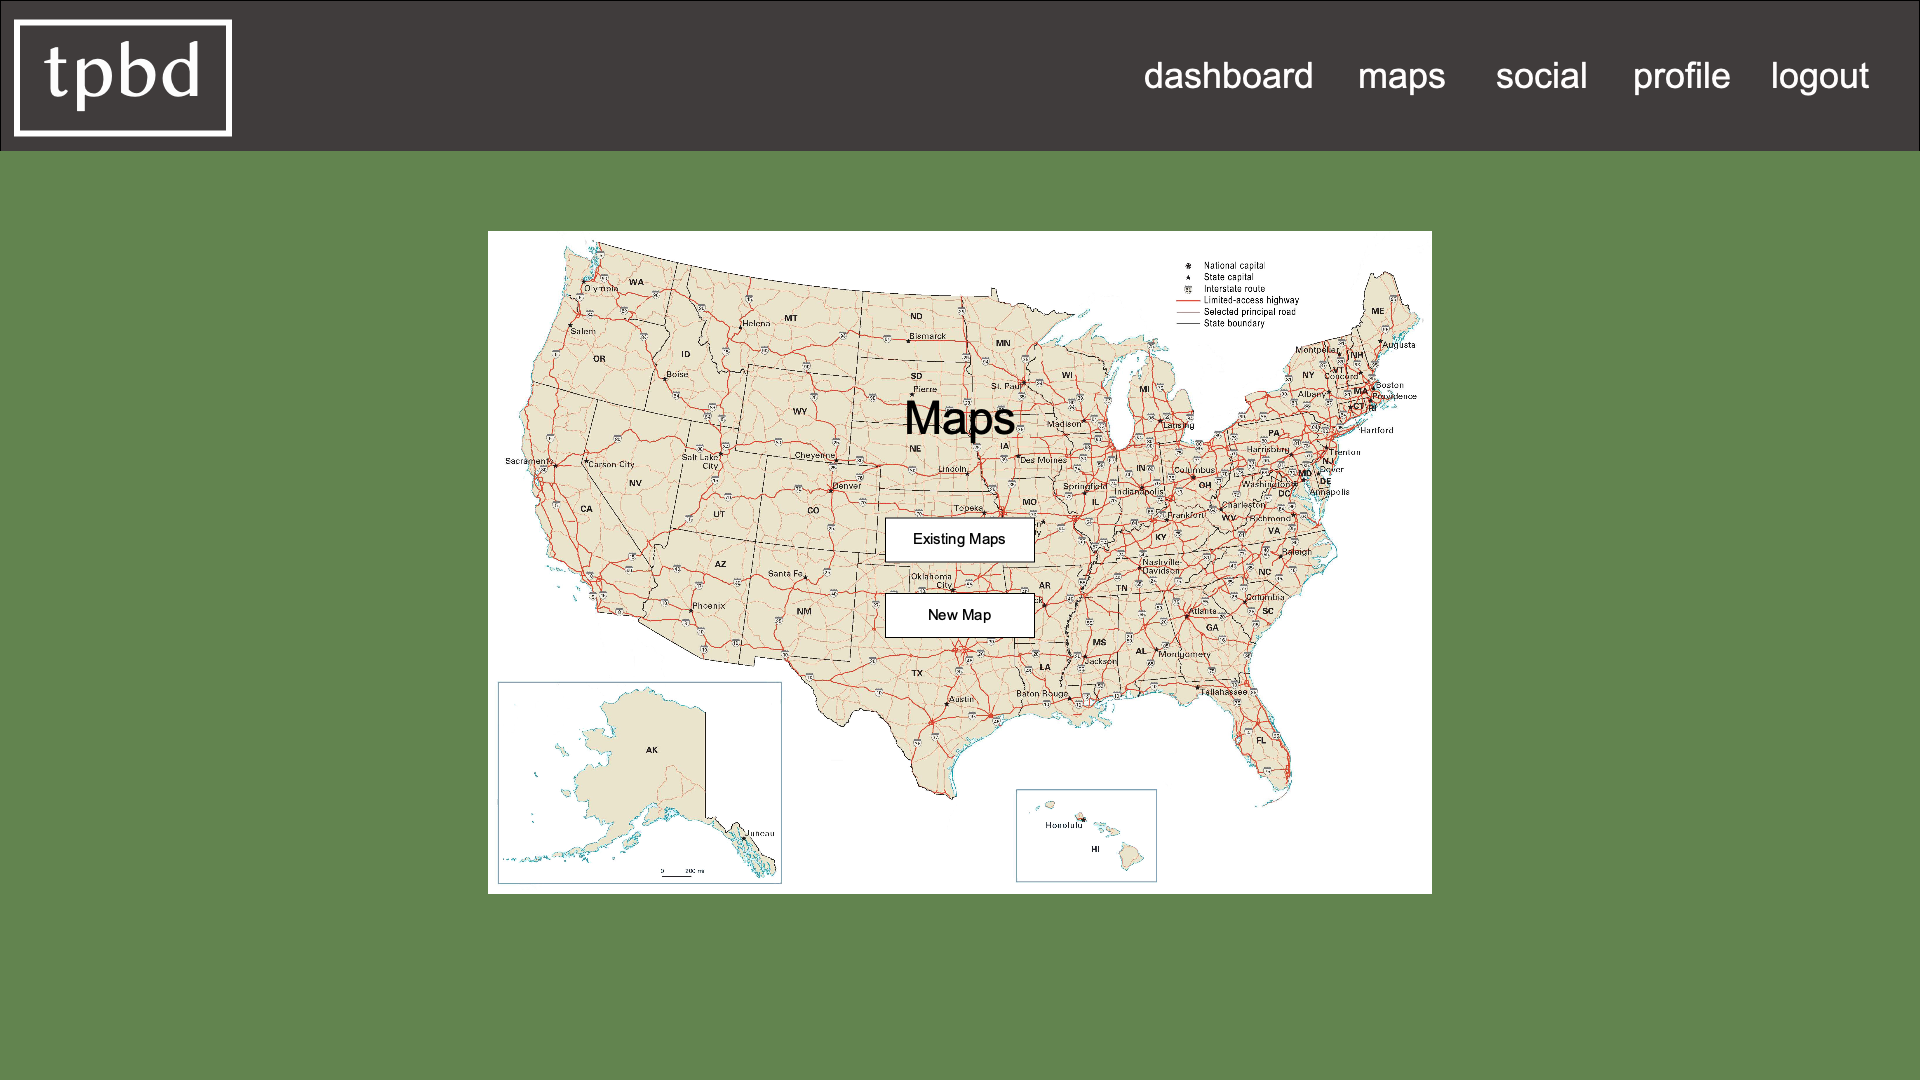 tpbd
dashboard maps social profile logout
National capital
State capital
Interstate route
Limited-access highway
Selected principal road
State boundary
WA
Olympia
Salem
OR
ID
Boise
MT
Helena
ND
Bismarck
SD
Pierre
MN
St. Paul
WI
Madison
MI
Lansing
ME
Augusta
Montpelier
VT
NH
Concord
NY
Albany
MA
Boston
Providence
CT
RI
Hartford
WY
Cheyenne
Maps
NE
Lincoln
IA
Des Moines
Sacramento
Carson City
NV
CA
Salt Lake
City
UT
Denver
CO
Topeka
MO
Springfield
IL
IN
Indianapolis
Columbus
OH
PA
Harrisburg
Trenton
NJ
MD
Dover
DE
Washington
DC
Annapolis
Charleston
WV
Richmond
VA
Frankfort
KY
Existing Maps
AZ
Phoenix
Santa Fe
NM
Oklahoma
City
AR
Nashville-
Davidson
TN
Raleigh
NC
Columbia
SC
Atlanta
GA
New Map
TX
Austin
LA
Baton Rouge
MS
Jackson
AL
Montgomery
Tallahassee
FL
AK
Juneau
0 200 mi
Honolulu
HI